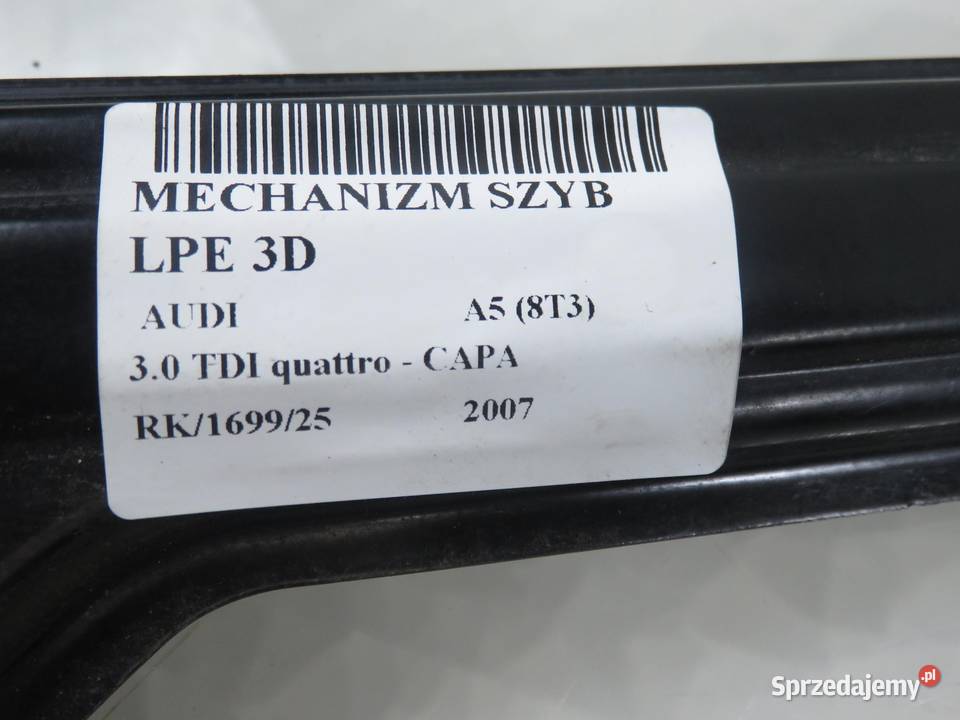 MECHANIZM SZYB
LPE 3D
AUDI A5 (8T3)
3.0 TDI quattro - CAPA
RK/1699/25 2007
Sprzedajemy.pl